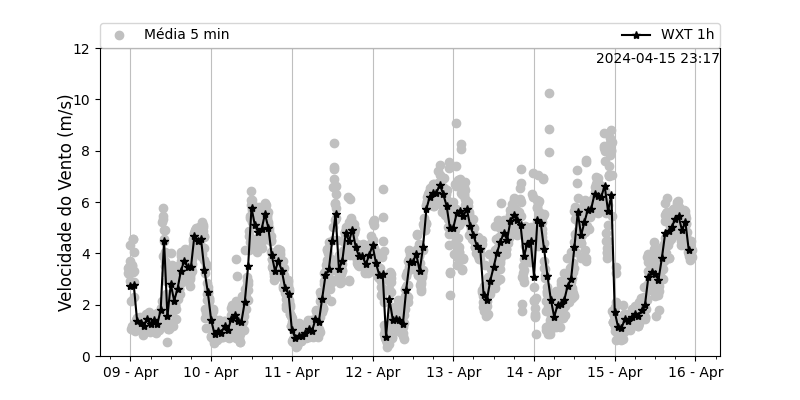 Média 5 min
WXT 1h
2024-04-15 23:17
Velocidade do Vento (m/s)
12
10
8
6
4
2
0
09 - Apr 10 - Apr 11 - Apr 12 - Apr 13 - Apr 14 - Apr 15 - Apr 16 - Apr